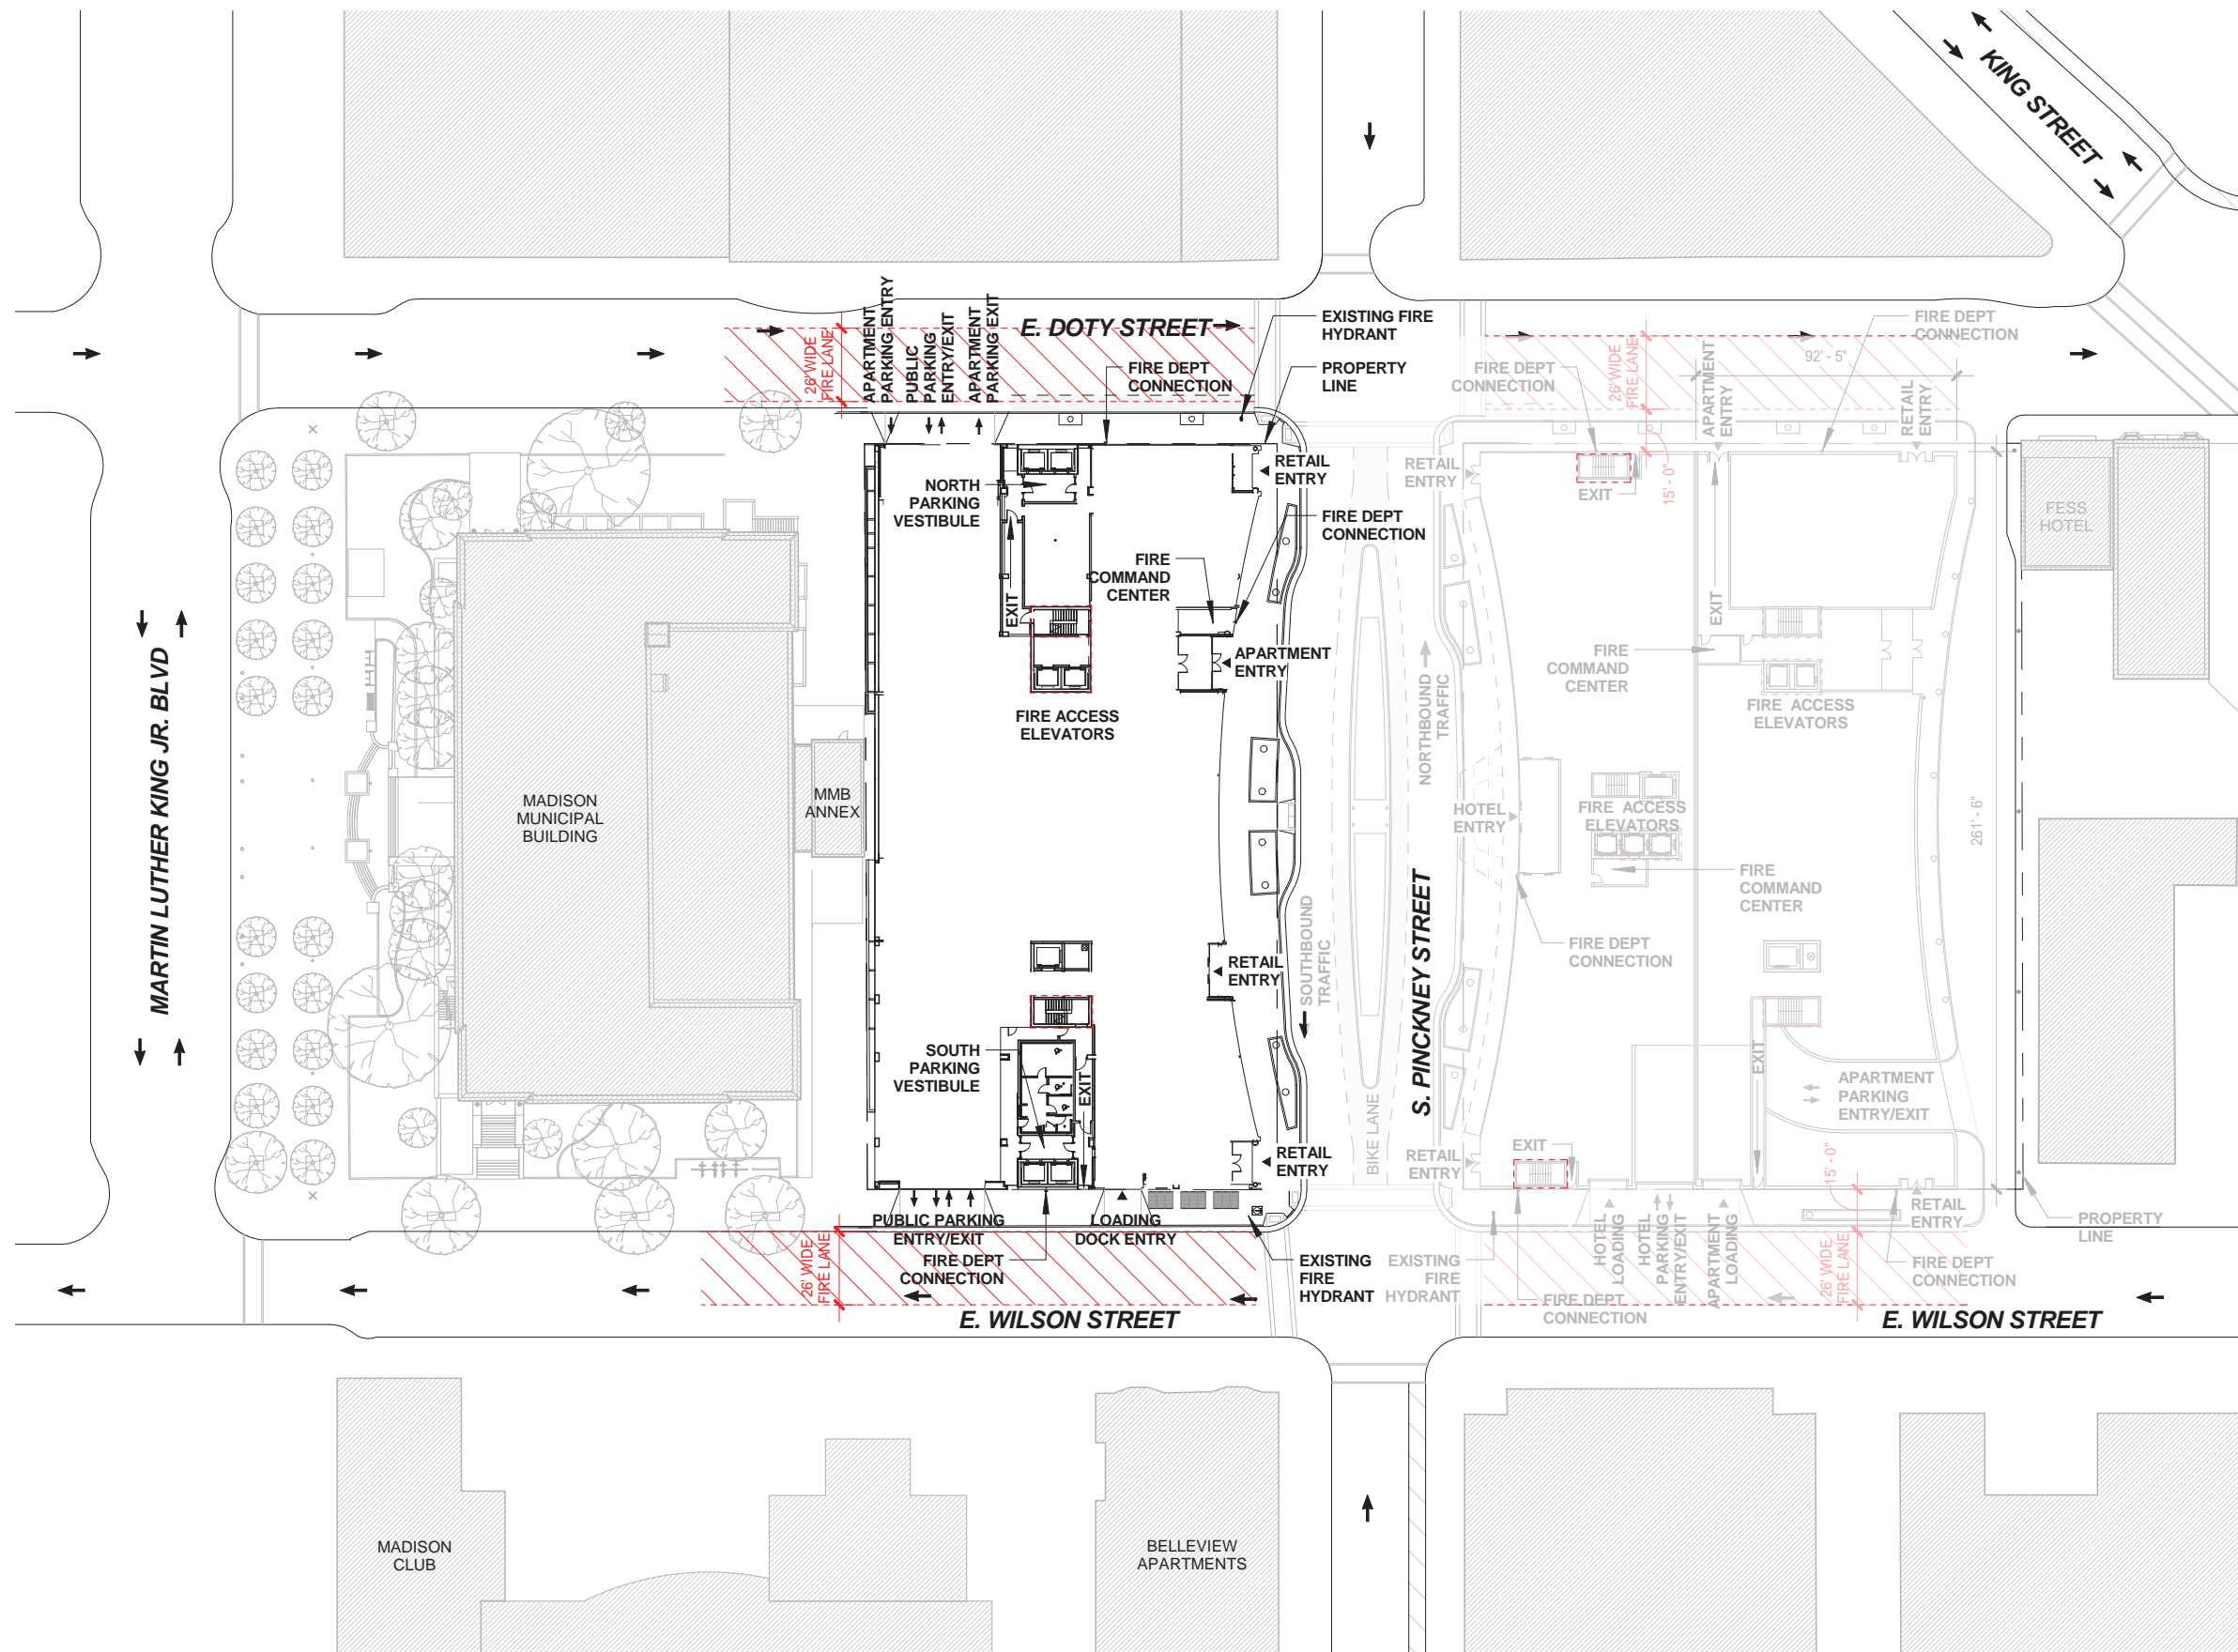 KING STREET
APARTMENT
PARKING ENTRY
PUBLIC
PARKING
ENTRY/EXIT
APARTMENT
PARKING EXIT
E. DOTY STREET
26' WIDE
FIRE LANE
EXISTING FIRE
HYDRANT
FIRE DEPT
CONNECTION
PROPERTY
LINE
FIRE DEPT
CONNECTION
26' WIDE
FIRE LANE
92' - 5"
APARTMENT
ENTRY
FIRE DEPT
CONNECTION
RETAIL
ENTRY
NORTH
PARKING
VESTIBULE
RETAIL
ENTRY
RETAIL
ENTRY
EXIT
15' - 0"
FESS
HOTEL
FIRE DEPT
CONNECTION
FIRE
COMMAND
CENTER
EXIT
EXIT
APARTMENT
ENTRY
FIRE
COMMAND
CENTER
FIRE ACCESS
ELEVATORS
FIRE ACCESS
ELEVATORS
NORTHBOUND
TRAFFIC
MARTIN LUTHER KING JR. BLVD
MADISON
MUNICIPAL
BUILDING
MMB
ANNEX
HOTEL
ENTRY
FIRE ACCESS
ELEVATORS
261' - 6"
FIRE
COMMAND
CENTER
S. PINCKNEY STREET
SOUTHBOUND
TRAFFIC
RETAIL
ENTRY
FIRE DEPT
CONNECTION
SOUTH
PARKING
VESTIBULE
EXIT
EXIT
APARTMENT
PARKING
ENTRY/EXIT
BIKE LANE
RETAIL
ENTRY
RETAIL
ENTRY
EXIT
15' - 0"
PUBLIC PARKING
ENTRY/EXIT
LOADING
DOCK ENTRY
FIRE DEPT
CONNECTION
26' WIDE
FIRE LANE
EXISTING
FIRE
HYDRANT
EXISTING
FIRE
HYDRANT
HOTEL
LOADING
HOTEL
PARKING
ENTRY/EXIT
APARTMENT
LOADING
26' WIDE
FIRE LANE
RETAIL
ENTRY
PROPERTY
LINE
FIRE DEPT
CONNECTION
FIRE DEPT
CONNECTION
E. WILSON STREET
E. WILSON STREET
MADISON
CLUB
BELLEVIEW
APARTMENTS